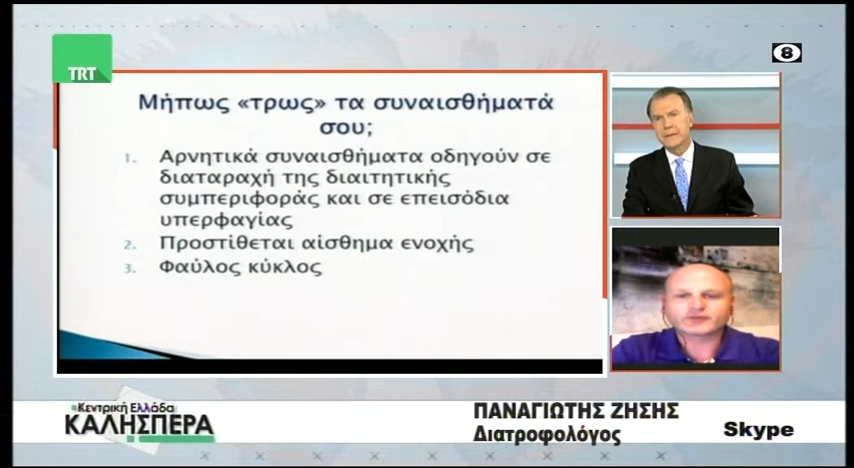 TRT
8
Μήπως «τρως» τα συναισθήματά
σου;
1. Αρνητικά συναισθήματα οδηγούν σε
διαταραχή της διαιτητικής
συμπεριφοράς και σε επεισόδια
υπερφαγίας
2. Προστίθεται αίσθημα ενοχής
3. Φαύλος κύκλος
Κεντρική Ελλάδα
ΚΑΛΗΣΠΕΡΑ
ΠΑΝΑΓΙΩΤΗΣ ΖΗΣΗΣ
Διατροφολόγος
Skype